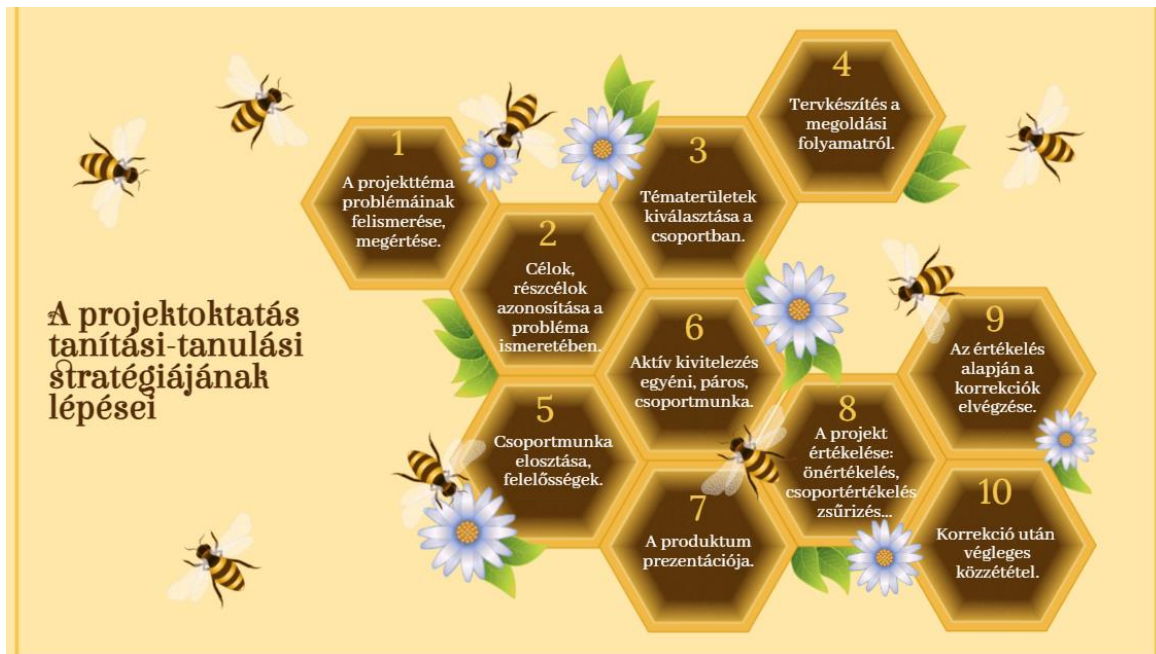 A projektoktatás
tanítási-tanulási
stratégiájának
lépései
1
A projekttéma
problémáinak
felismerése,
megértése.
2
Célok,
részcélok
azonosítása a
probléma
ismeretében.
3
Tématerületek
kiválasztása a
csoportban.
4
Tervkészítés a
megoldási
folyamatról.
5
Csoportmunka
elosztása,
felelősségek.
6
Aktív kivitelezés
egyéni, páros,
csoportmunka.
7
A produktum
prezentációja.
8
A projekt
értékelése:
önértékelés,
csoportértékelés
zsűrizés...
9
Az értékelés
alapján a
korrekciók
elvégzése.
10
Korrekció után
végleges
közzététel.